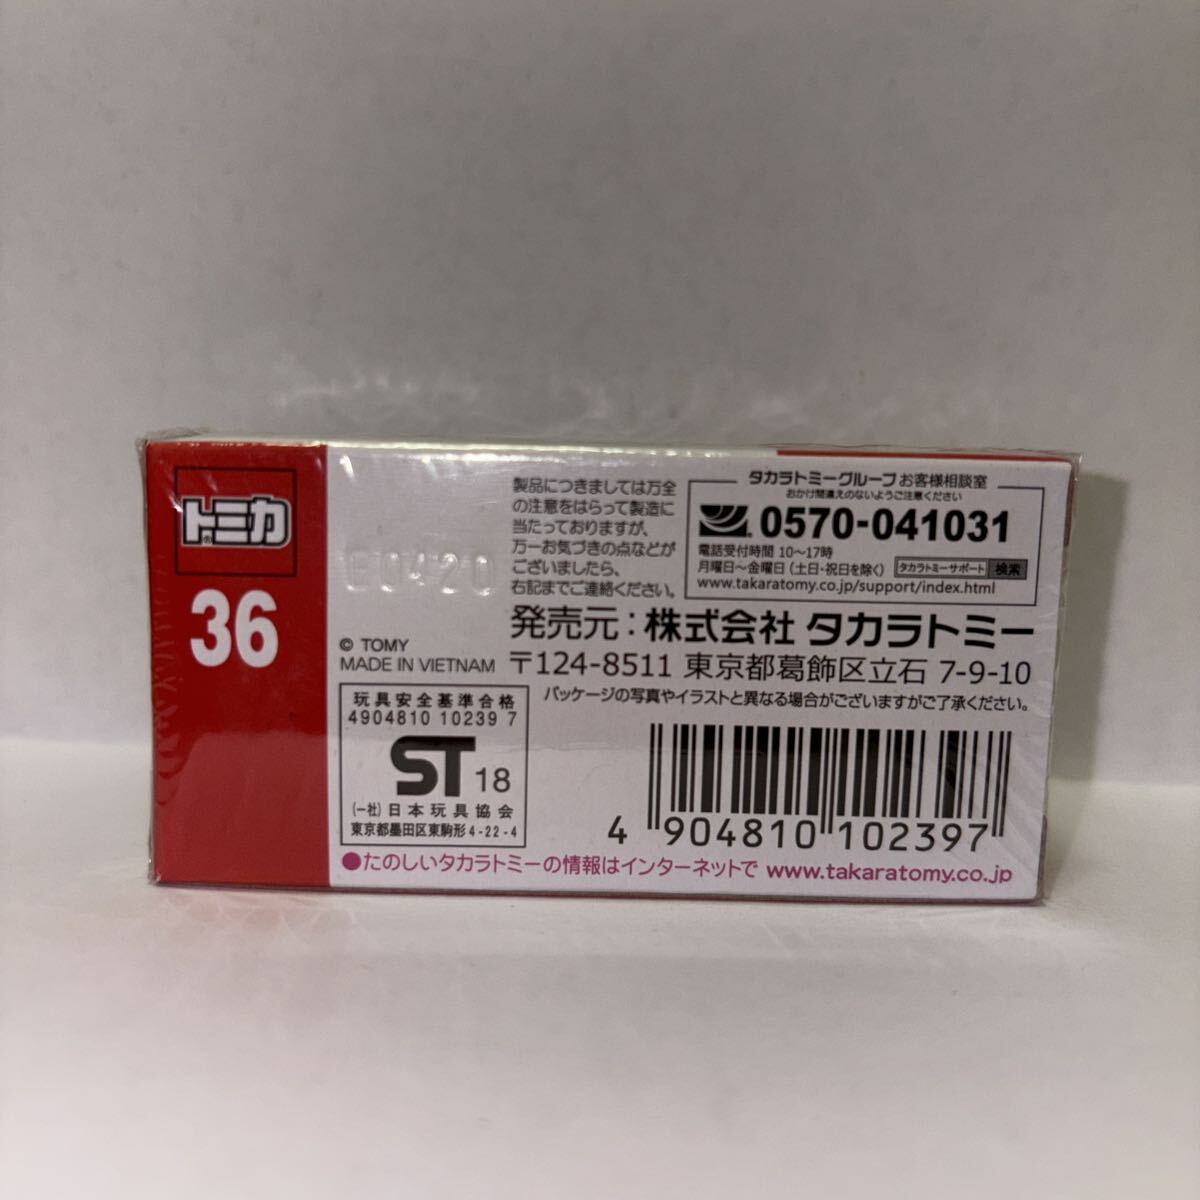 トミカ
36
製品につきましては万全
の注意をはらって製造に
当たっておりますが、
万一お気づきの点などが
ございましたら、
右記までご連絡ください。
E0420
タカラトミーグループ お客様相談室
おかけ間違えのないようご注意ください
0570-041031
電話受付時間 10〜17時
月曜日〜金曜日(土日・祝日を除く) タカラトミーサポート 検索
www.takaratomy.co.jp/support/index.html
© TOMY
MADE IN VIETNAM
発売元:株式会社 タカラトミー
〒124-8511 東京都葛飾区立石 7-9-10
パッケージの写真やイラストと異なる場合がございますがご了承ください。
玩具安全基準合格
4904810 10239 7
ST 18
(一社)日本玩具協会
東京都墨田区東駒形4-22-4
4 904810 102397
●たのしいタカラトミーの情報はインターネットで www.takaratomy.co.jp